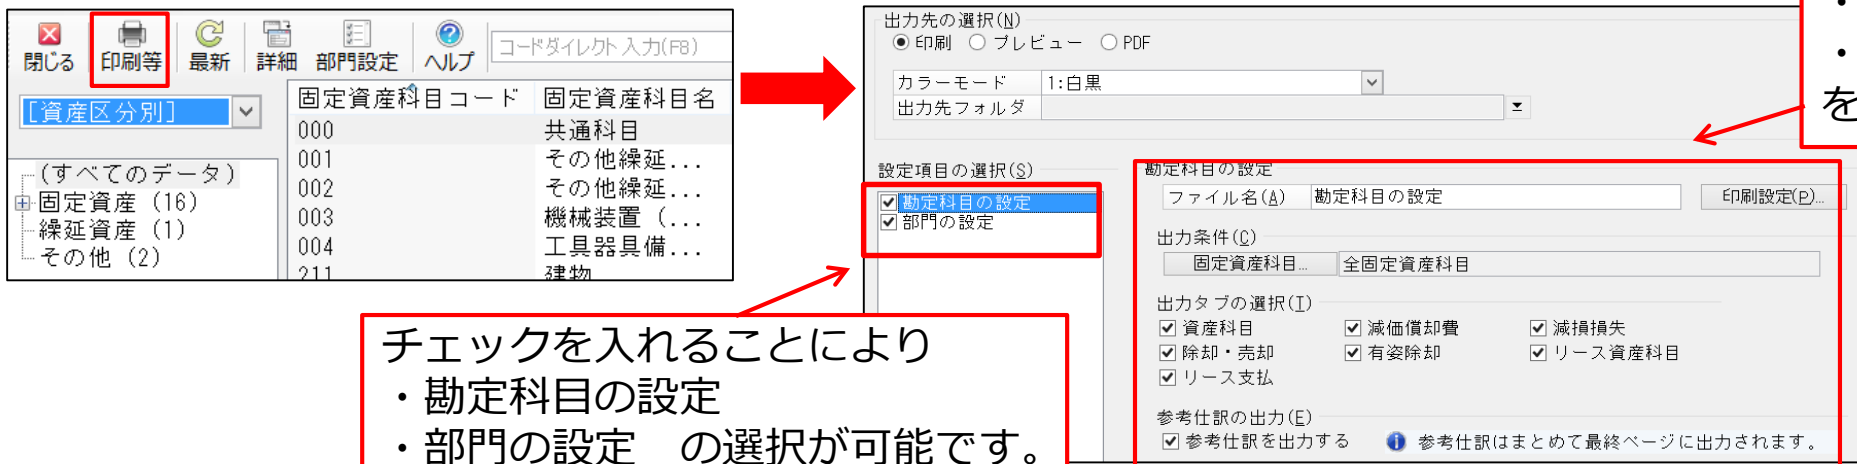 閉じる 印刷等 最新 詳細 部門設定 ヘルプ コードダイレクト入力(F8)
[資産区分別]
(すべてのデータ)
固定資産 (16)
繰延資産 (1)
その他 (2)
固定資産科目コード 固定資産科目名
000 共通科目
001 その他繰延...
002 その他繰延...
003 機械装置 (...
004 工具器具備...
211 建物
出力先の選択(N)
印刷 プレビュー PDF
カラーモード 1:白黒
出力先フォルダ
設定項目の選択(S)
勘定科目の設定
部門の設定
勘定科目の設定
ファイル名(A) 勘定科目の設定 印刷設定(P)...
出力条件(C)
固定資産科目... 全固定資産科目
出力タブの選択(T)
資産科目 減価償却費 減損損失
除却・売却 有姿除却 リース資産科目
リース支払
参考仕訳の出力(E)
参考仕訳を出力する 参考仕訳はまとめて最終ページに出力されます。
・
・
を
チェックを入れることにより
・勘定科目の設定
・部門の設定 の選択が可能です。